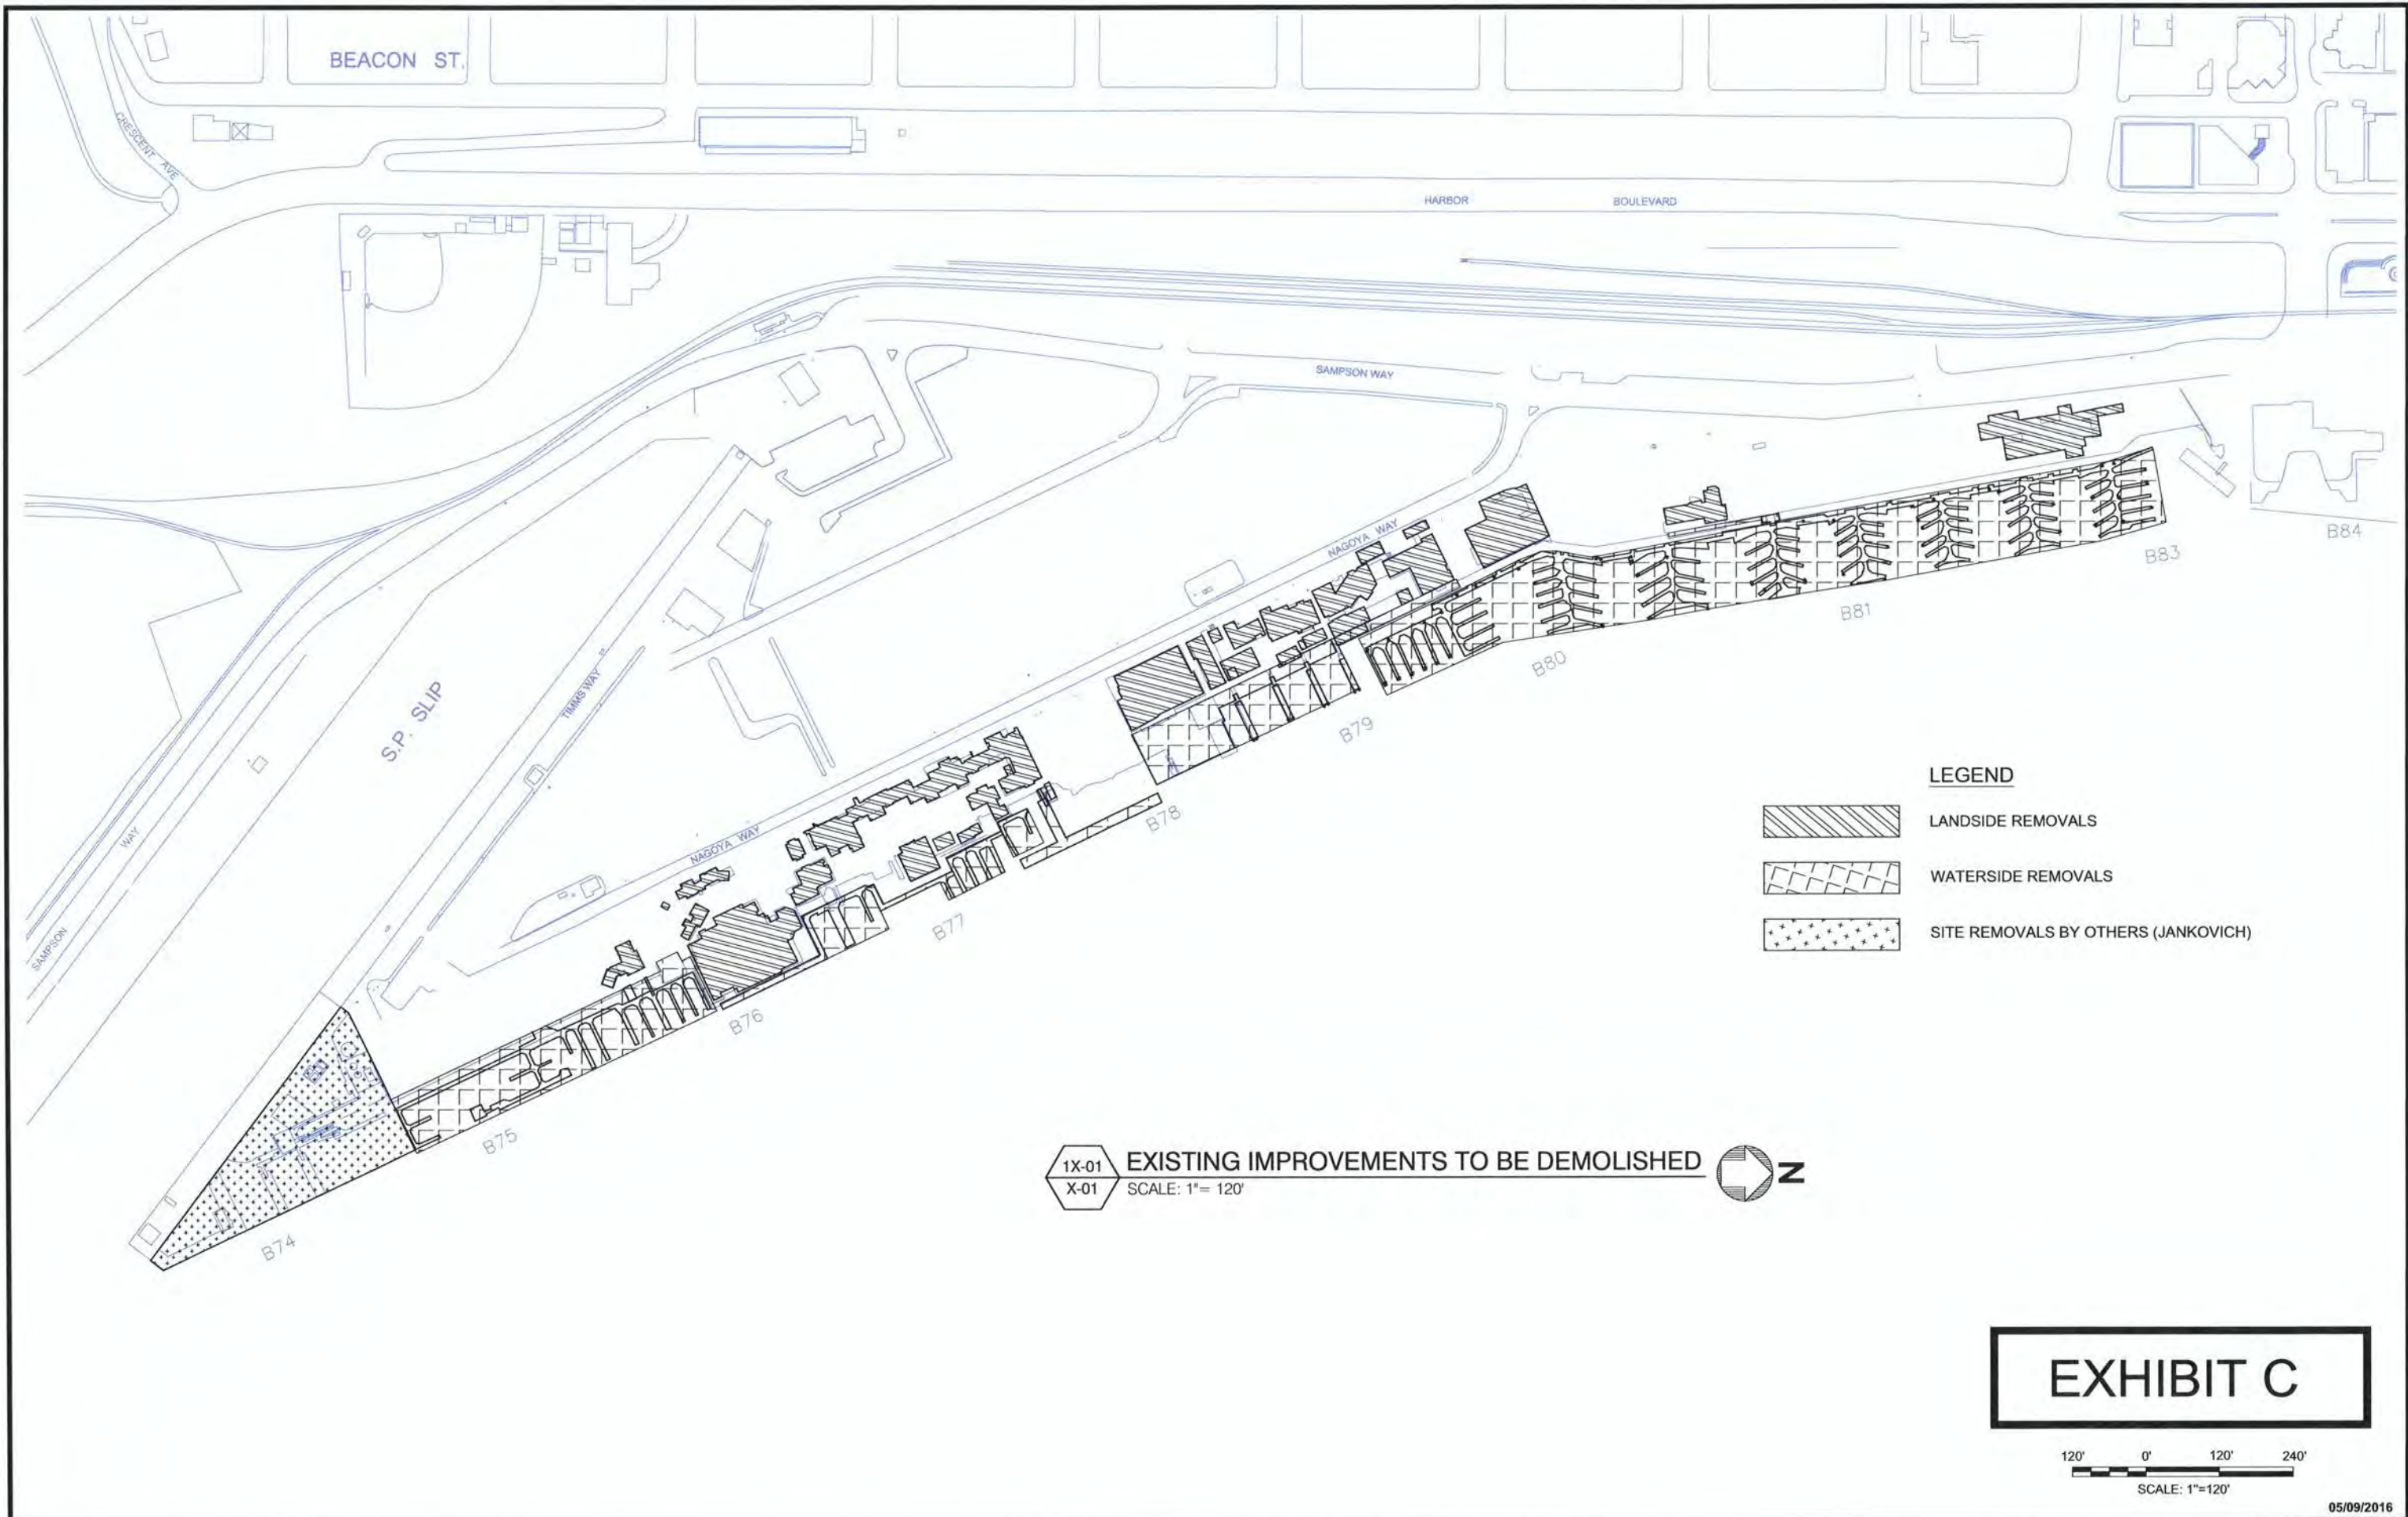 BEACON ST.
CRESCENT AVE
HARBOR BOULEVARD
SAMPSON WAY
NAGOYA WAY
B84
B83
B81
B80
B79
B78
B77
B76
B75
B74
TIMMS WAY
S.P. SLIP
NAGOYA WAY
SAMPSON WAY
LEGEND
LANDSIDE REMOVALS
WATERSIDE REMOVALS
SITE REMOVALS BY OTHERS (JANKOVICH)
1X-01
X-01
EXISTING IMPROVEMENTS TO BE DEMOLISHED
SCALE: 1"= 120'
N
EXHIBIT C
120' 0' 120' 240'
SCALE: 1"=120'
05/09/2016